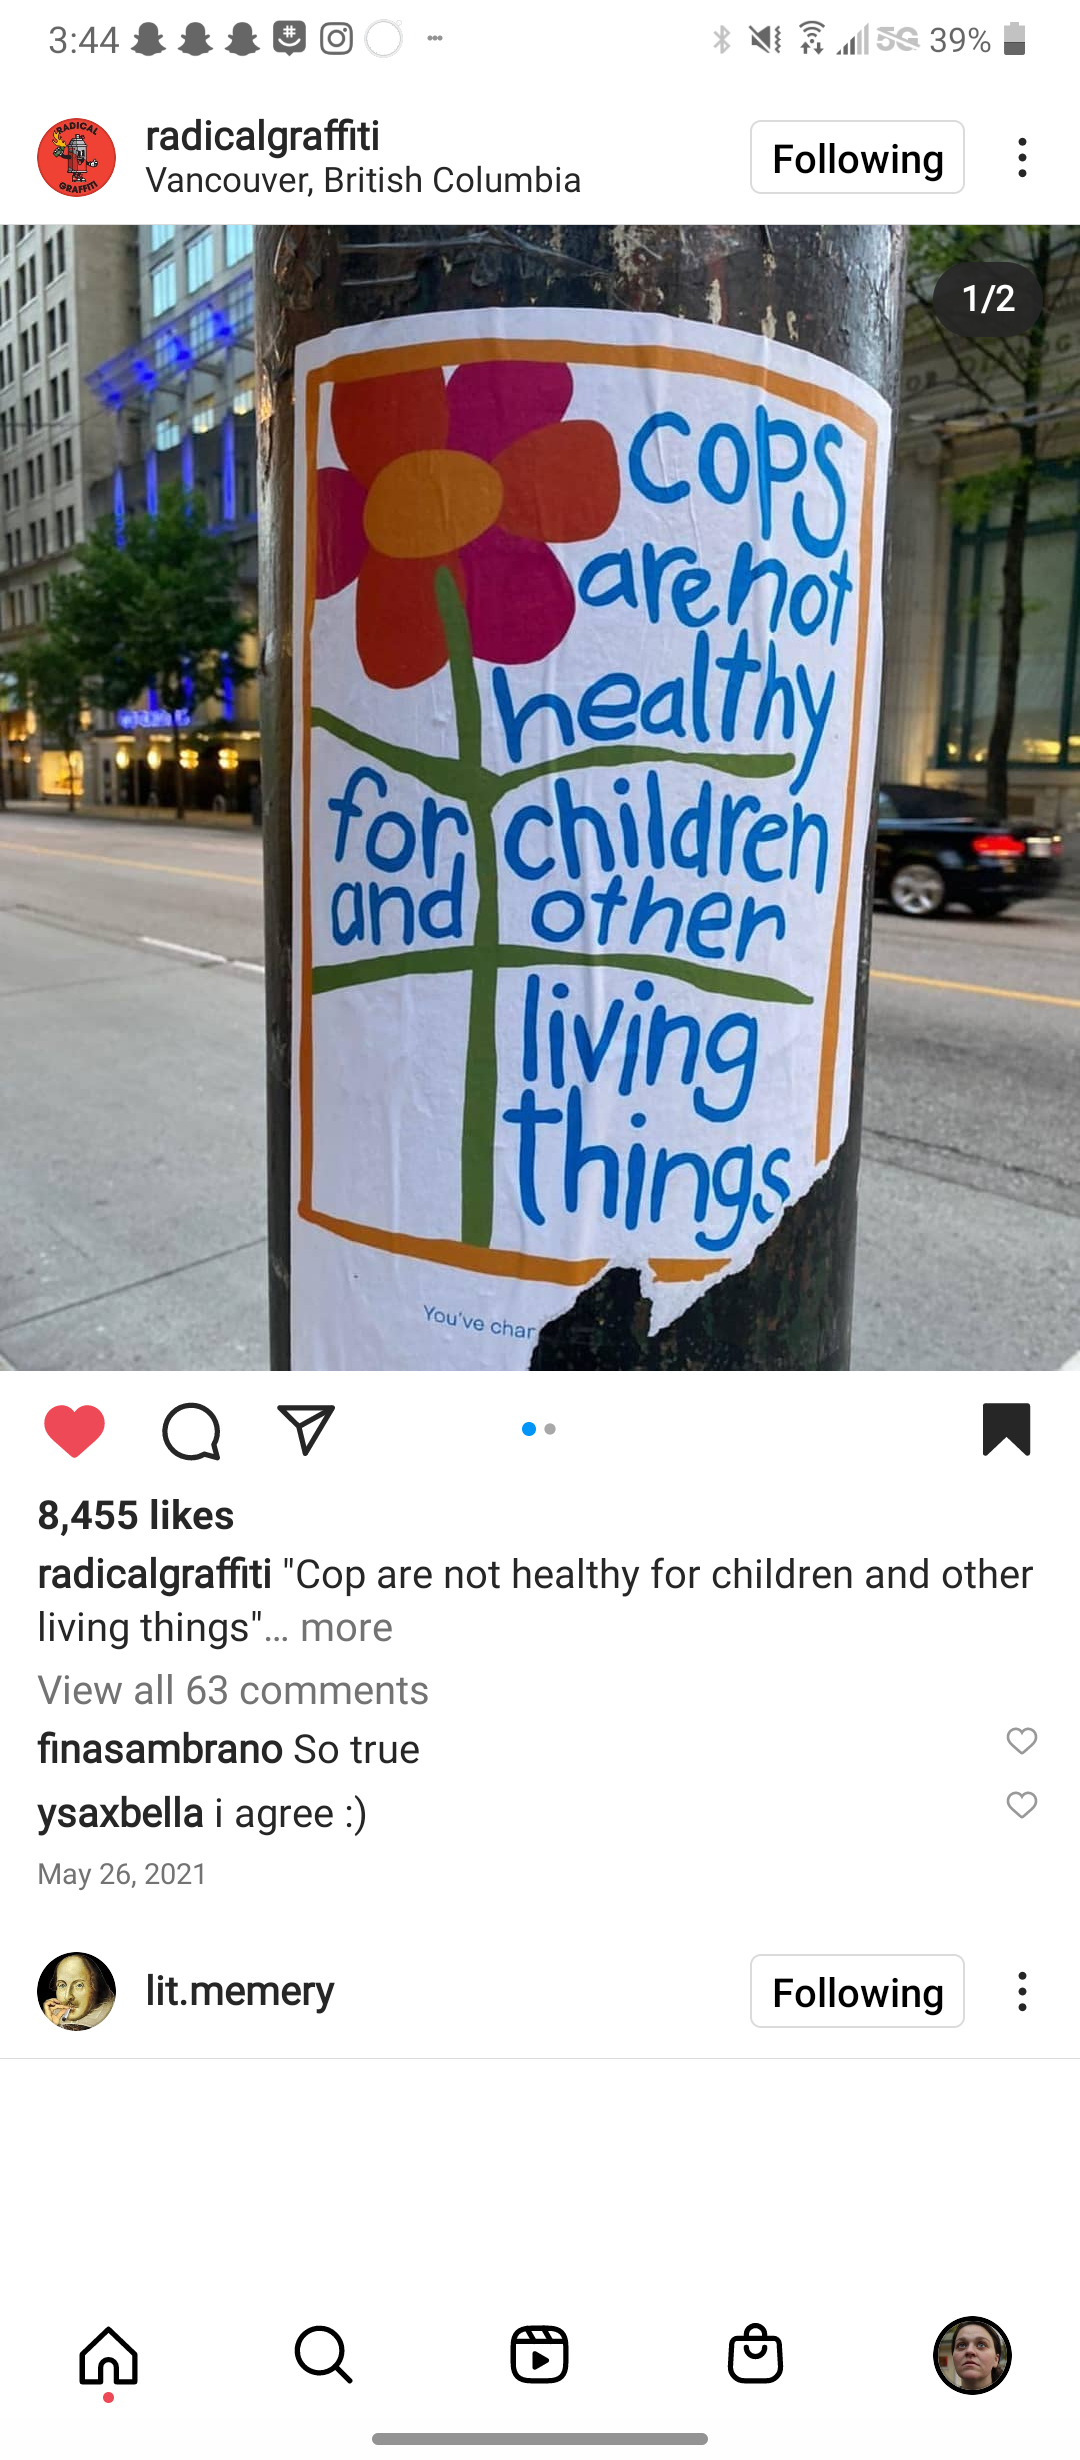 3:44
5G 39%
RADICAL
GRAFFITI
radicalgraffiti
Vancouver, British Columbia
Following
1/2
cops
are not
healthy
for children
and other
living
things
You've char
8,455 likes
radicalgraffiti "Cop are not healthy for children and other
living things"... more
View all 63 comments
finasambrano So true
ysaxbella i agree :)
May 26, 2021
lit.memery
Following